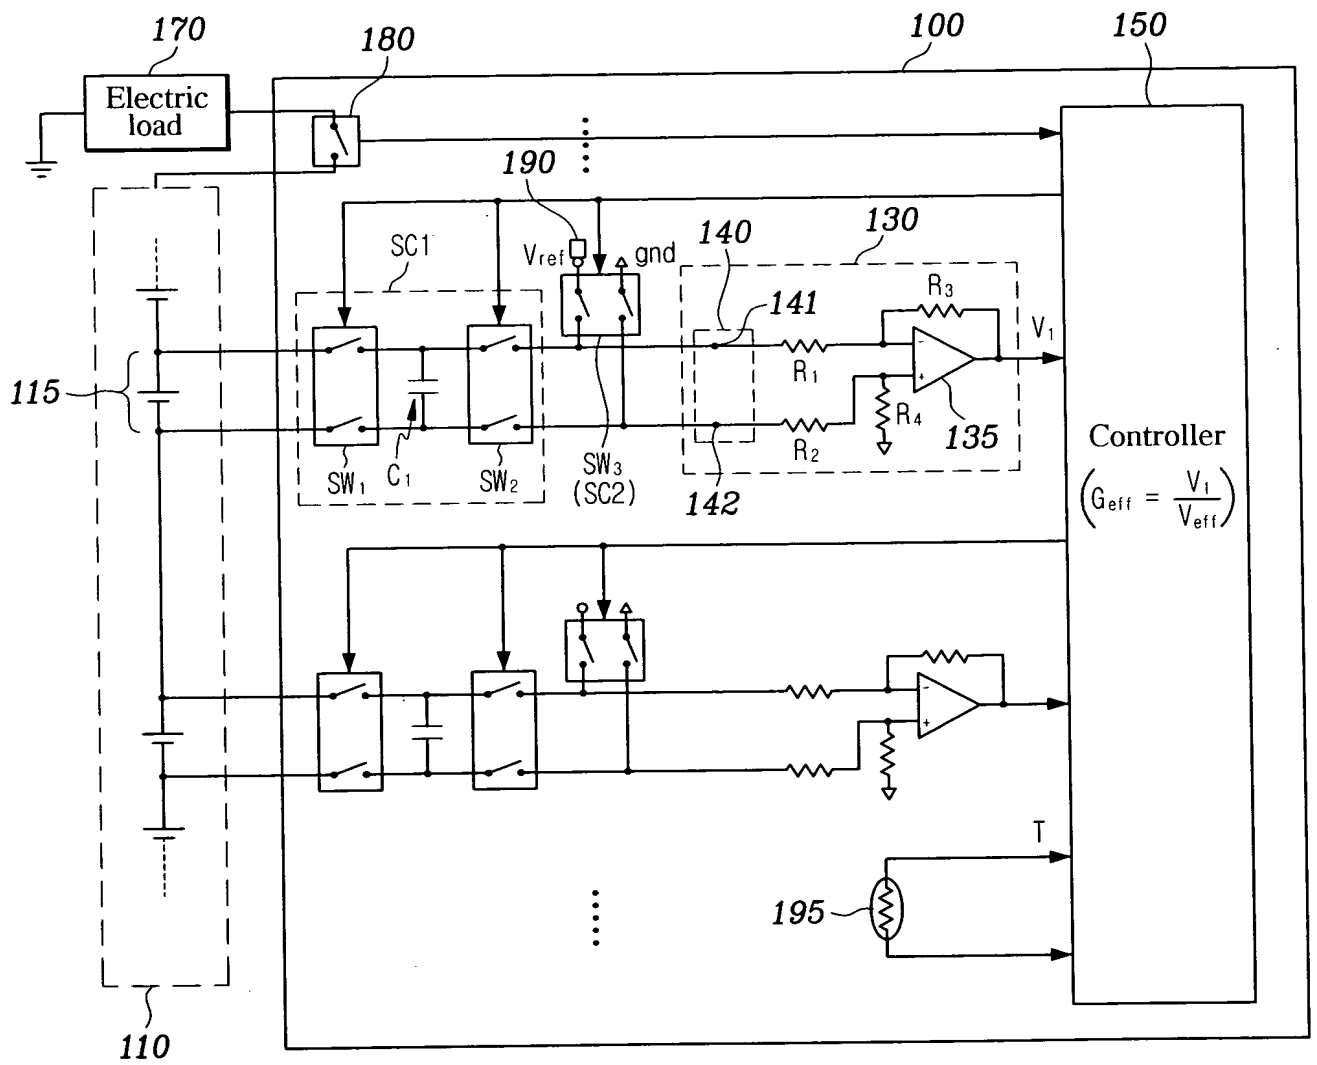 170
180
100
150
Electric
load
190
Vref
gnd
140
130
SC1
141
R3
V1
115
R1
R4
135
R2
SW1
C1
SW2
SW3
(SC2)
142
Controller
(Geff = V1 / Veff)
- + - +
T
195
110